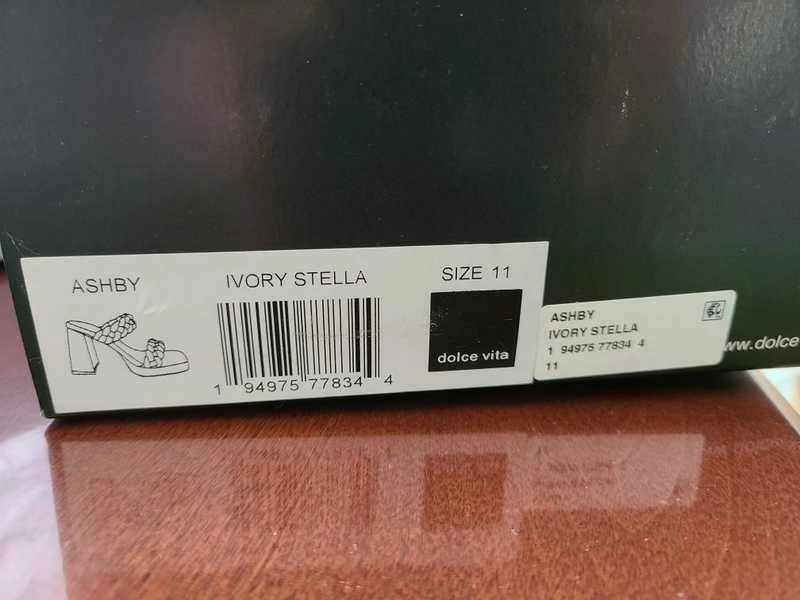 ASHBY
IVORY STELLA
SIZE 11
dolce vita
1 94975 77834 4
ASHBY
IVORY STELLA
1 94975 77834 4
11
ww.dolce